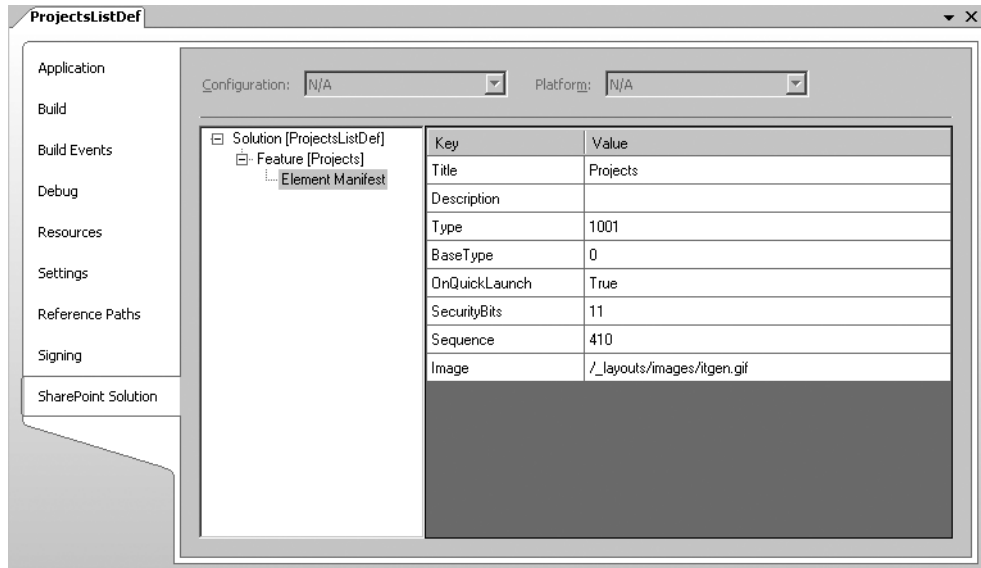 ProjectsListDef
Application
Build
Build Events
Debug
Resources
Settings
Reference Paths
Signing
SharePoint Solution
Configuration: N/A Platform: N/A
Solution [ProjectsListDef]
Feature [Projects]
Element Manifest
Key Value
Title Projects
Description
Type 1001
BaseType 0
OnQuickLaunch True
SecurityBits 11
Sequence 410
Image /_layouts/images/itgen.gif